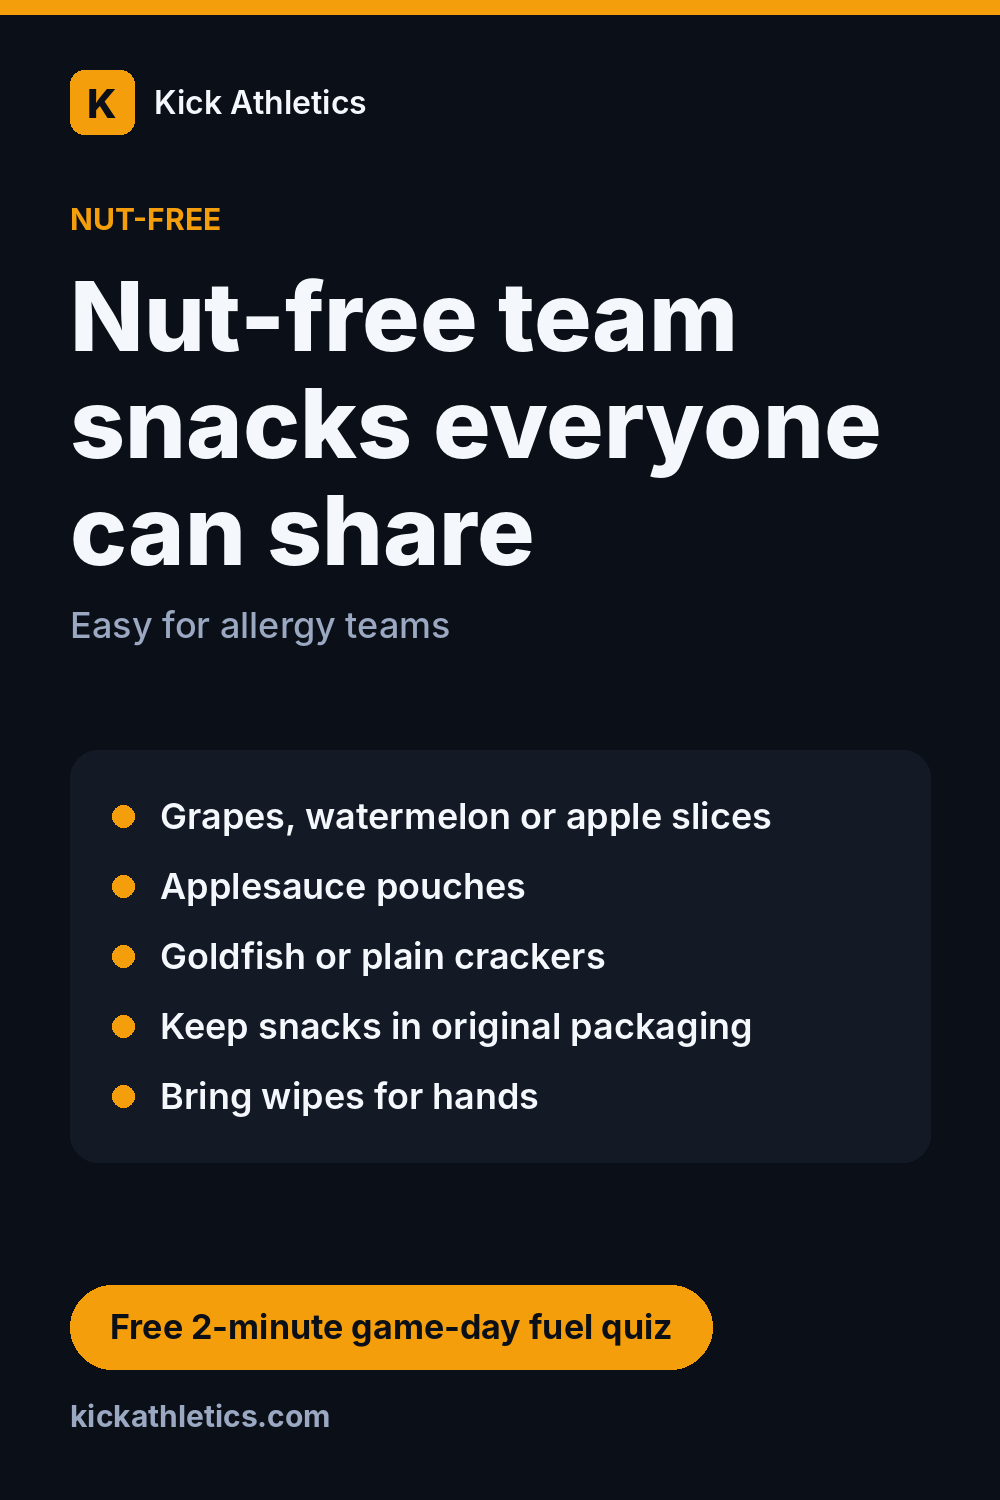 K
Kick Athletics
NUT-FREE
Nut-free team
snacks everyone
can share
Easy for allergy teams
Grapes, watermelon or apple slices
Applesauce pouches
Goldfish or plain crackers
Keep snacks in original packaging
Bring wipes for hands
Free 2-minute game-day fuel quiz
kickathletics.com